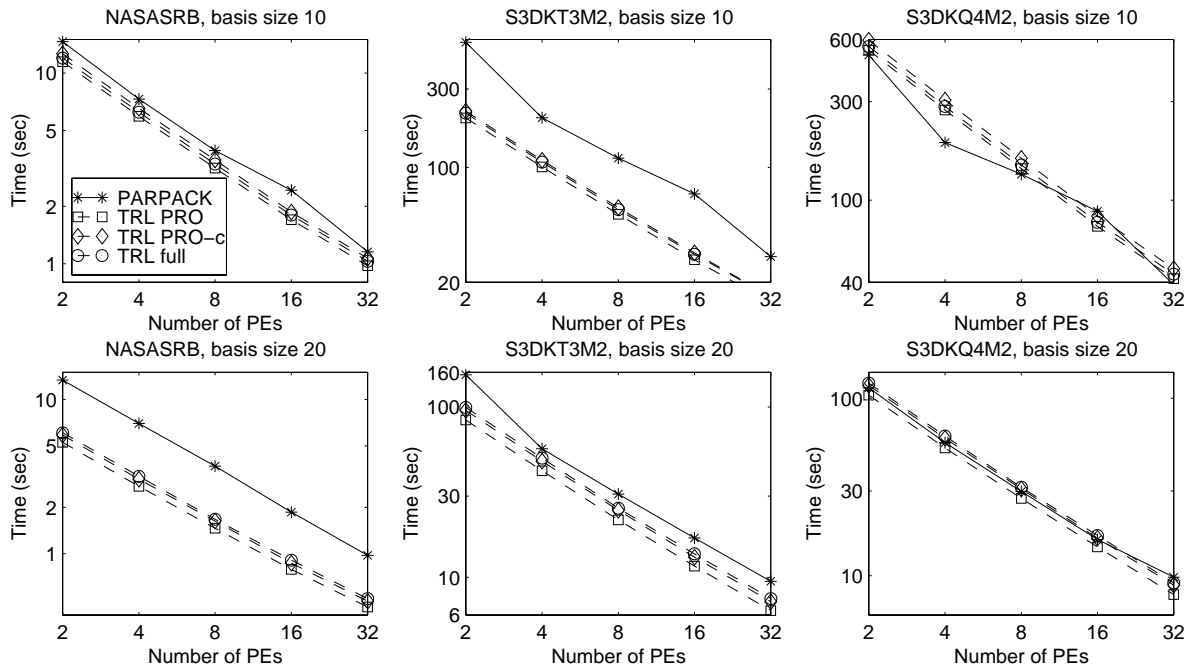 NASASRB, basis size 10
10
5
2
1
Time (sec)
PARPACK
TRL PRO
TRL PRO-c
TRL full
2 4 8 16 32
Number of PEs
S3DKT3M2, basis size 10
300
100
20
Time (sec)
2 4 8 16 32
Number of PEs
S3DKQ4M2, basis size 10
600
300
100
40
Time (sec)
2 4 8 16 32
Number of PEs
NASASRB, basis size 20
10
5
2
1
Time (sec)
2 4 8 16 32
Number of PEs
S3DKT3M2, basis size 20
160
100
30
10
6
Time (sec)
2 4 8 16 32
Number of PEs
S3DKQ4M2, basis size 20
100
30
10
Time (sec)
2 4 8 16 32
Number of PEs